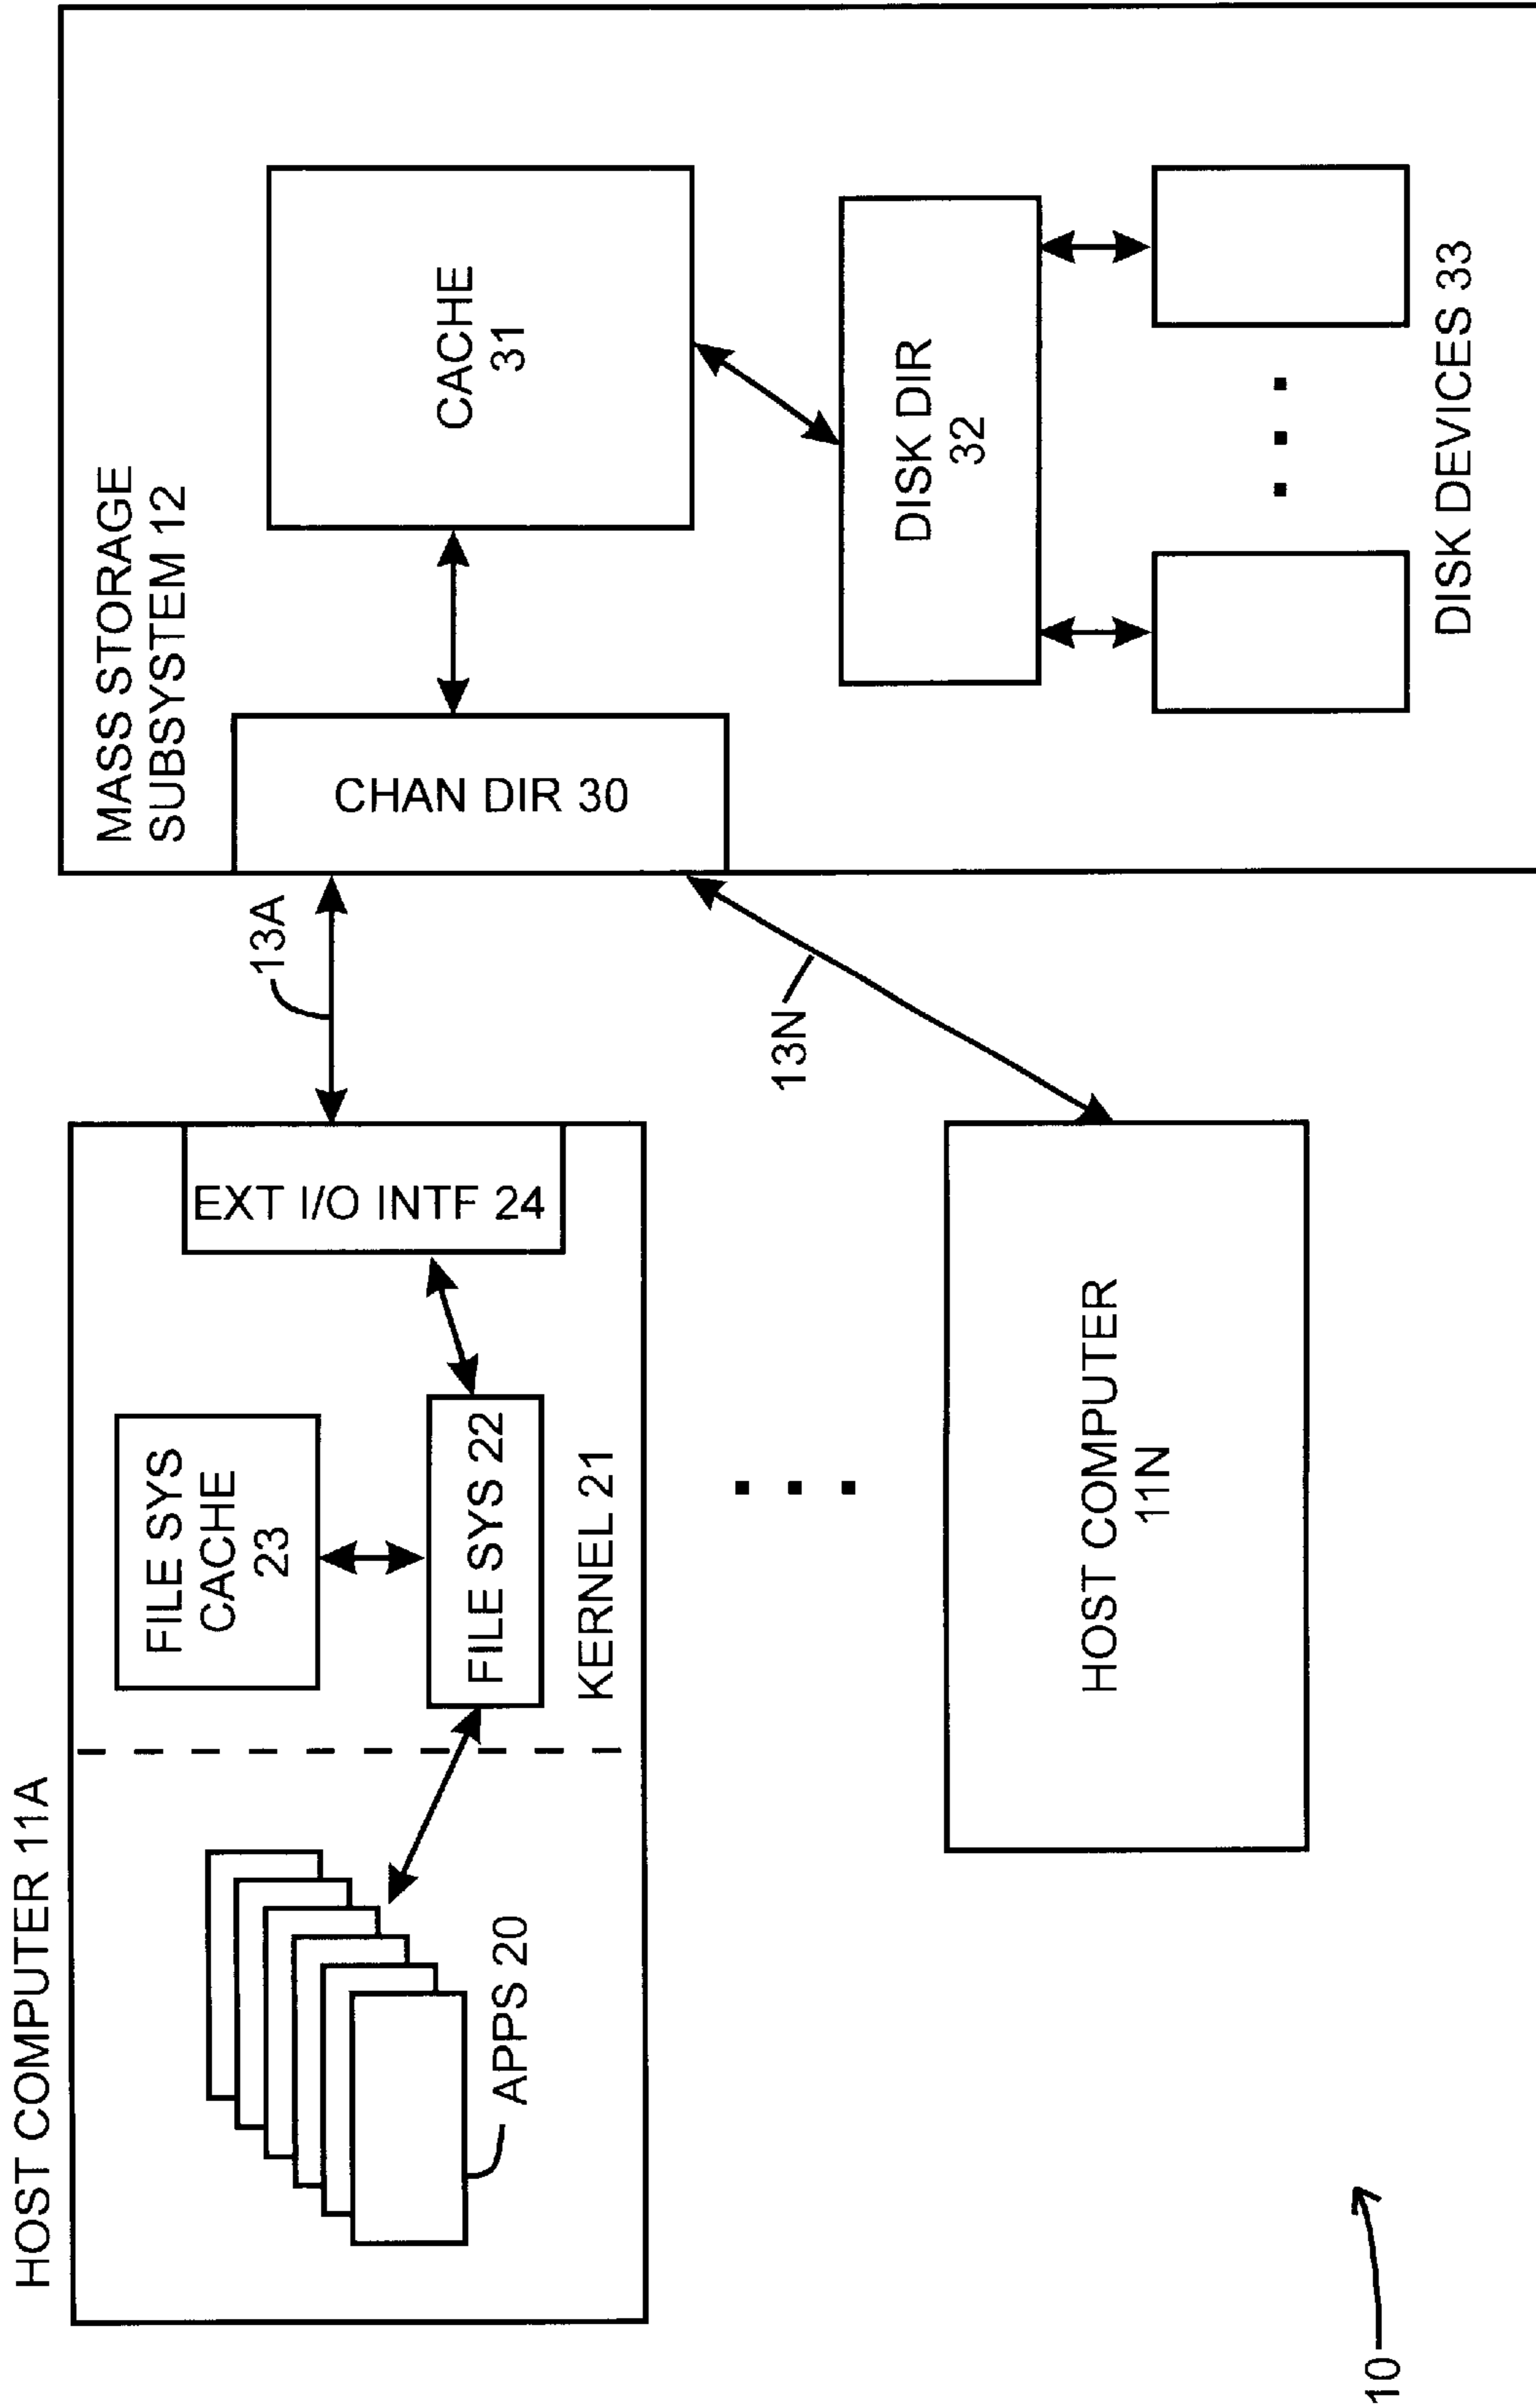 HOST COMPUTER 11A
FILE SYS
CACHE
23
EXT I/O INTF 24
FILE SYS 22
KERNEL 21
APPS 20
13A
13N
MASS STORAGE
SUBSYSTEM 12
CHAN DIR 30
CACHE
31
DISK DIR
32
DISK DEVICES 33
HOST COMPUTER
11N
10